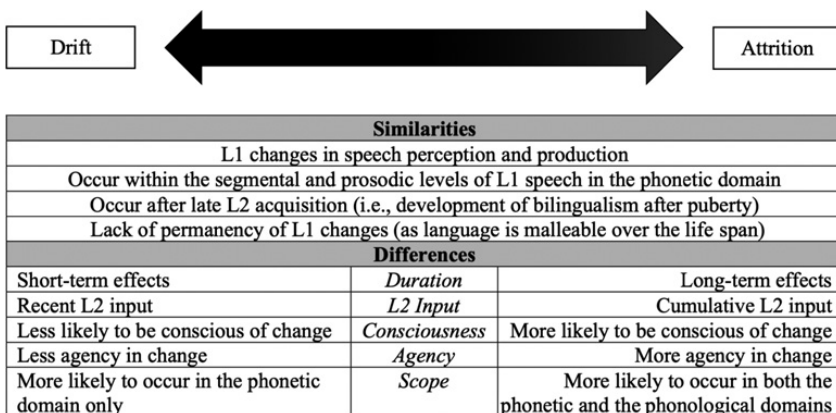 Drift
Attrition
Similarities
L1 changes in speech perception and production
Occur within the segmental and prosodic levels of L1 speech in the phonetic domain
Occur after late L2 acquisition (i.e., development of bilingualism after puberty)
Lack of permanency of L1 changes (as language is malleable over the life span)
Differences
Short-term effects Duration Long-term effects
Recent L2 input L2 Input Cumulative L2 input
Less likely to be conscious of change Consciousness More likely to be conscious of change
Less agency in change Agency More agency in change
More likely to occur in the phonetic Scope More likely to occur in both the
domain only phonetic and the phonological domains